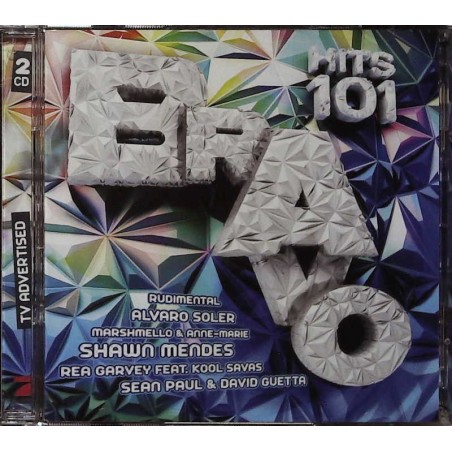 2
CD
TV ADVERTISED
BRAVO
HITS
101
RUDIMENTAL
ALVARO SOLER
MARSHMELLO & ANNE-MARIE
SHAWN MENDES
REA GARVEY FEAT. KOOL SAVAS
SEAN PAUL & DAVID GUETTA